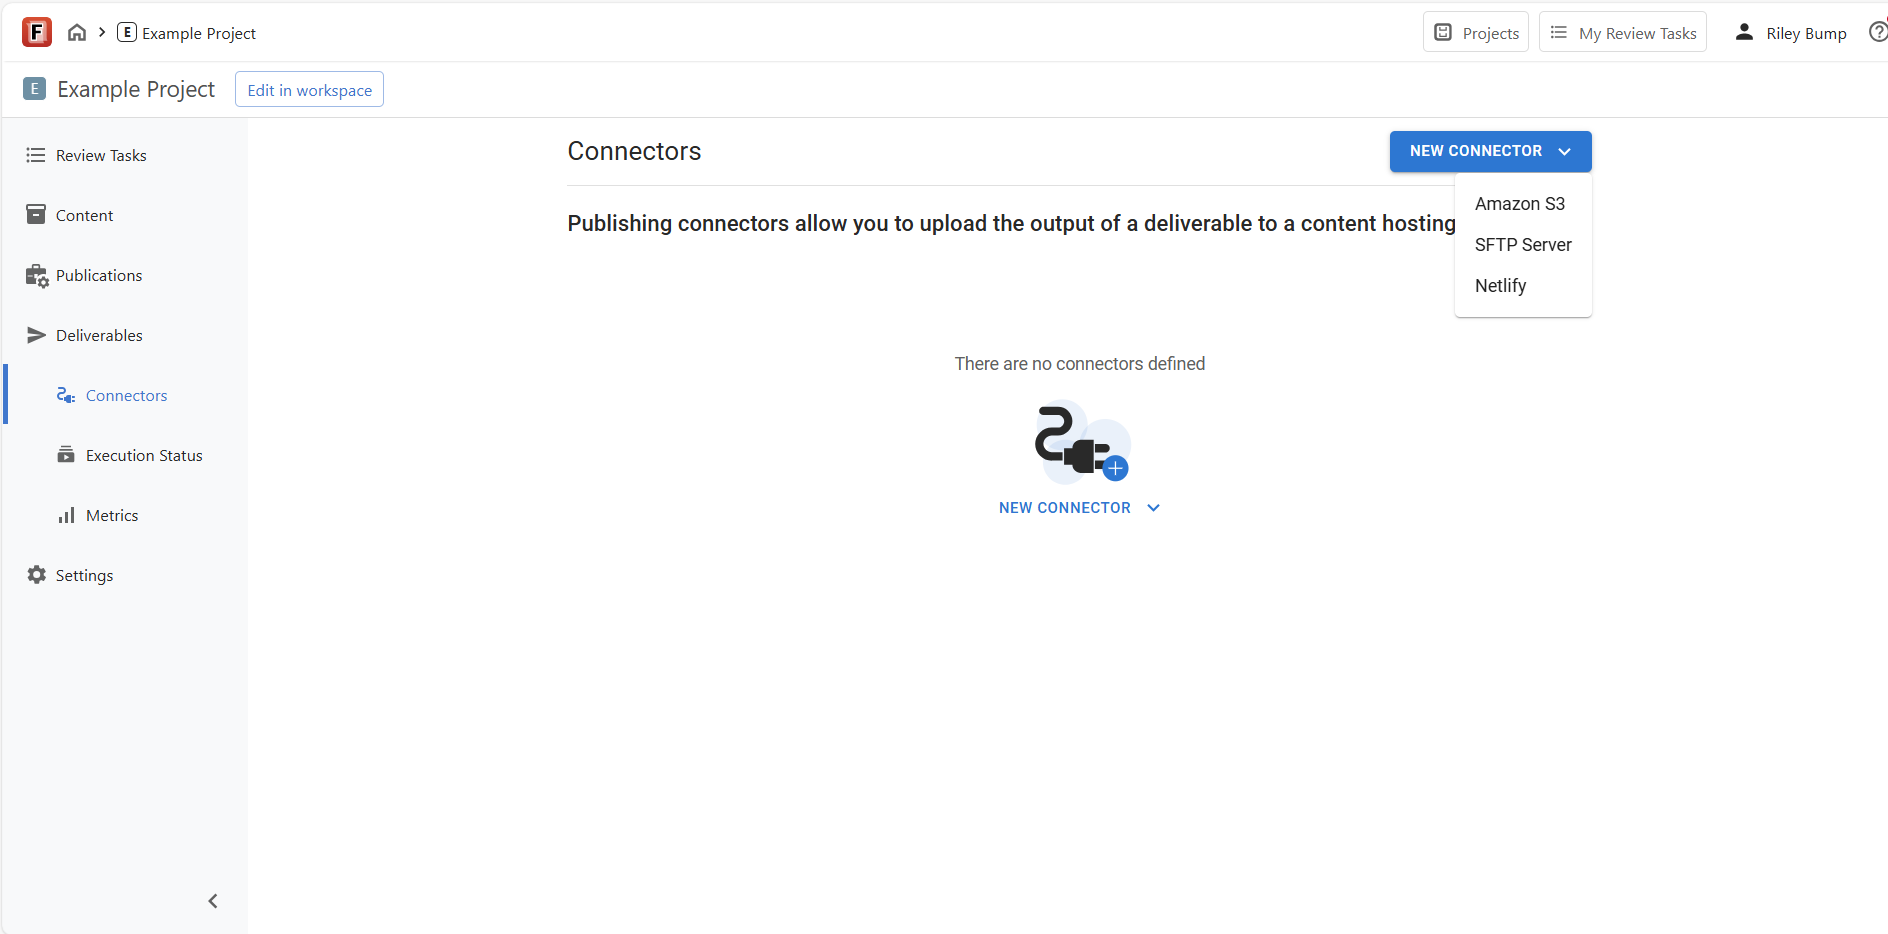 F
E Example Project
Projects
My Review Tasks
Riley Bump
E Example Project
Edit in workspace
Review Tasks
Content
Publications
Deliverables
Connectors
Execution Status
Metrics
Settings
Connectors
NEW CONNECTOR
Amazon S3
SFTP Server
Netlify
Publishing connectors allow you to upload the output of a deliverable to a content hosting
There are no connectors defined
NEW CONNECTOR